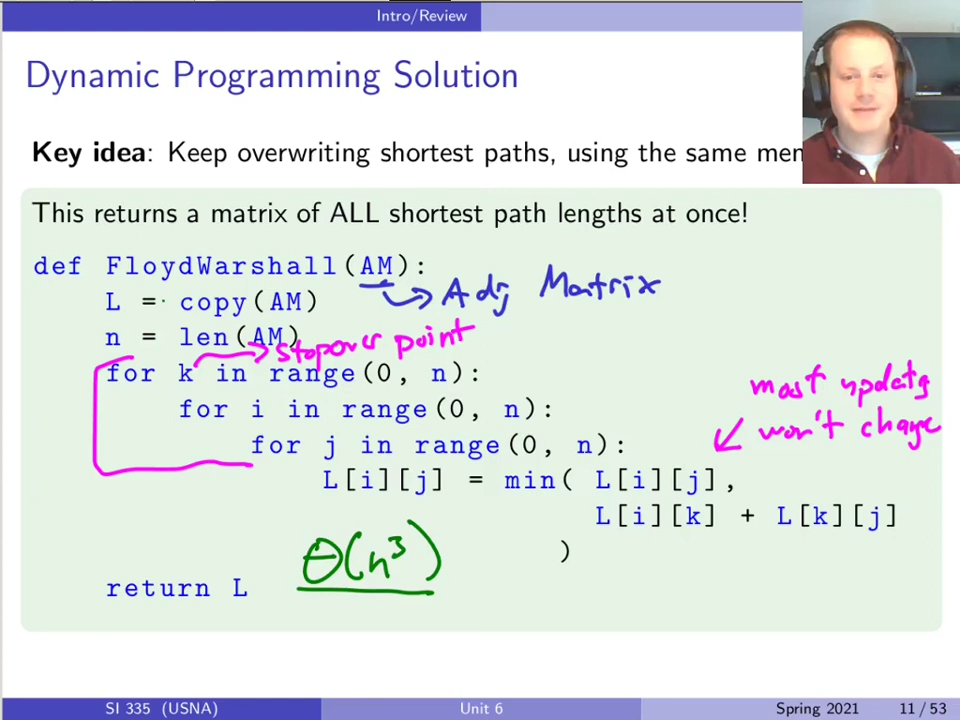 Intro/Review
Dynamic Programming Solution
Key idea: Keep overwriting shortest paths, using the same mem
This returns a matrix of ALL shortest path lengths at once!
def FloydWarshall(AM):
Adj Matrix
L = copy(AM)
n = len(AM)
stopover point
for k in range(0, n):
for i in range(0, n):
most updates
won't change
for j in range(0, n):
L[i][j] = min( L[i][j],
L[i][k] + L[k][j]
)
Θ(n³)
return L
SI 335 (USNA) Unit 6 Spring 2021 11 / 53